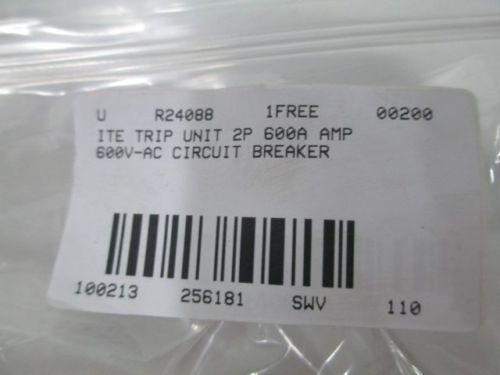 U R24088 1FREE 00200
ITE TRIP UNIT 2P 600A AMP
600V-AC CIRCUIT BREAKER
100213 256181 SWV 110